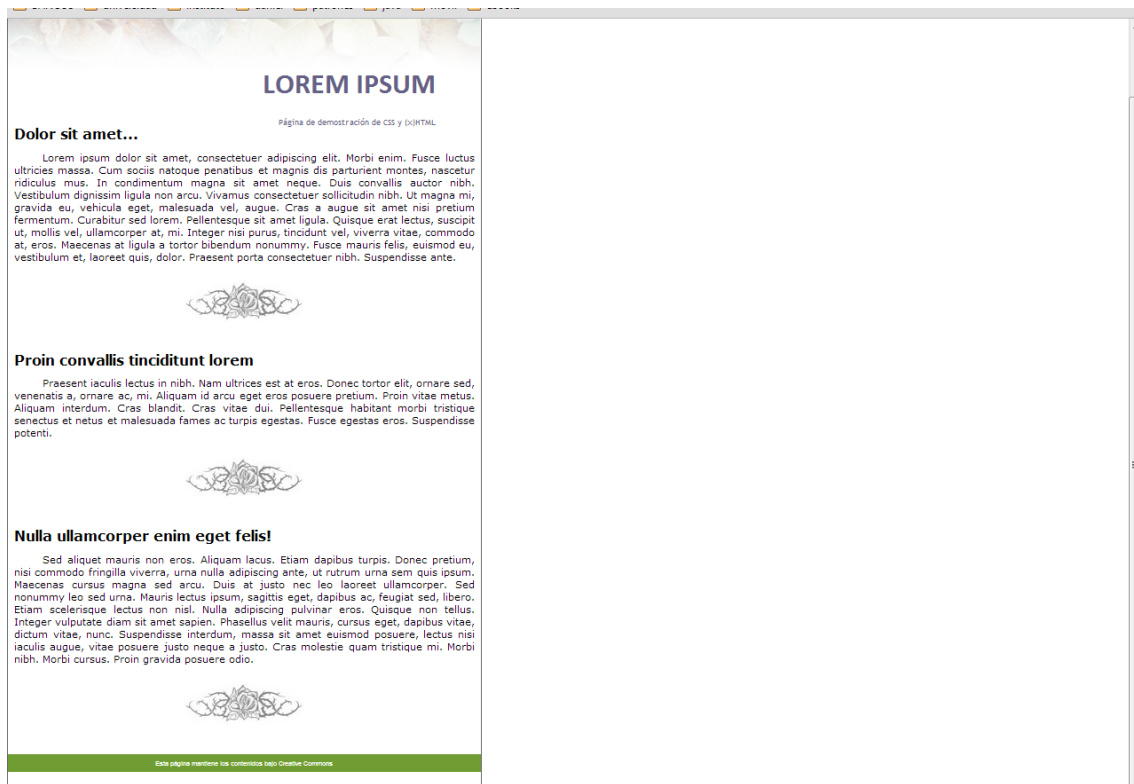 LOREM IPSUM
Página de demostración de CSS y (x)HTML
Dolor sit amet...
Lorem ipsum dolor sit amet, consectetuer adipiscing elit. Morbi enim. Fusce luctus
ultricies massa. Cum sociis natoque penatibus et magnis dis parturient montes, nascetur
ridiculus mus. In condimentum magna sit amet neque. Duis convallis auctor nibh.
Vestibulum dignissim ligula non arcu. Vivamus consectetuer sollicitudin nibh. Ut magna mi,
gravida eu, vehicula eget, malesuada vel, augue. Cras a augue sit amet nisi pretium
fermentum. Curabitur sed lorem. Pellentesque sit amet ligula. Quisque erat lectus, suscipit
ut, mollis vel, ullamcorper at, mi. Integer nisi purus, tincidunt vel, viverra vitae, commodo
at, eros. Maecenas at ligula a tortor bibendum nonummy. Fusce mauris felis, euismod eu,
vestibulum et, laoreet quis, dolor. Praesent porta consectetuer nibh. Suspendisse ante.
Proin convallis tinciditunt lorem
Praesent iaculis lectus in nibh. Nam ultrices est at eros. Donec tortor elit, ornare sed,
venenatis a, ornare ac, mi. Aliquam id arcu eget eros posuere pretium. Proin vitae metus.
Aliquam interdum. Cras blandit. Cras vitae dui. Pellentesque habitant morbi tristique
senectus et netus et malesuada fames ac turpis egestas. Fusce egestas eros. Suspendisse
potenti.
Nulla ullamcorper enim eget felis!
Sed aliquet mauris non eros. Aliquam lacus. Etiam dapibus turpis. Donec pretium,
nisi commodo fringilla viverra, urna nulla adipiscing ante, ut rutrum urna sem quis ipsum.
Maecenas cursus magna sed arcu. Duis at justo nec leo laoreet ullamcorper. Sed
nonummy leo sed urna. Mauris lectus ipsum, sagittis eget, dapibus ac, feugiat sed, libero.
Etiam scelerisque lectus non nisl. Nulla adipiscing pulvinar eros. Quisque non tellus.
Integer vulputate diam sit amet sapien. Phasellus velit mauris, cursus eget, dapibus vitae,
dictum vitae, nunc. Suspendisse interdum, massa sit amet euismod posuere, lectus nisi
iaculis augue, vitae posuere justo neque a justo. Cras molestie quam tristique mi. Morbi
nibh. Morbi cursus. Proin gravida posuere odio.
Esta página mantiene los contenidos bajo Creative Commons